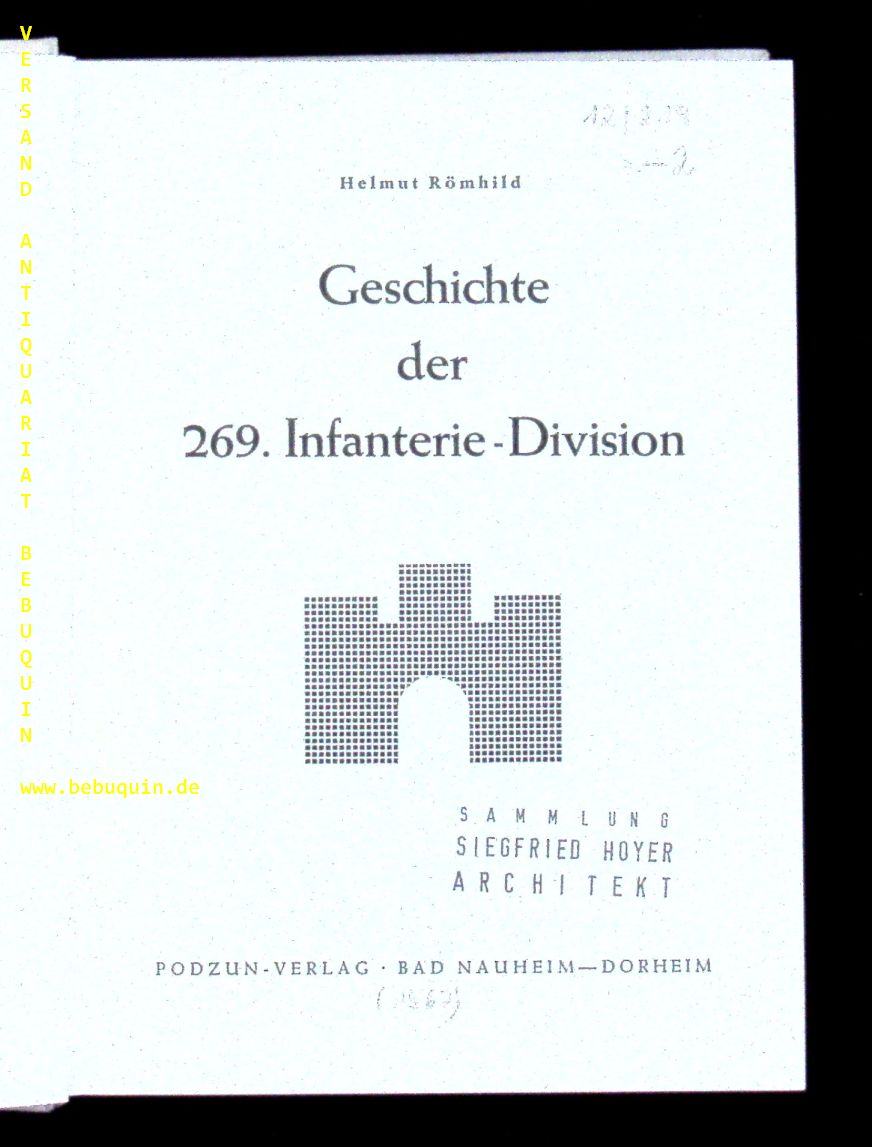 Helmut Römhild
Geschichte
der
269. Infanterie-Division
SAMMLUNG
SIEGFRIED HOYER
ARCHITEKT
PODZUN-VERLAG · BAD NAUHEIM—DORHEIM
(1967)
VERSAND ANTIQUARIAT BEBUQUIN
www.bebuquin.de